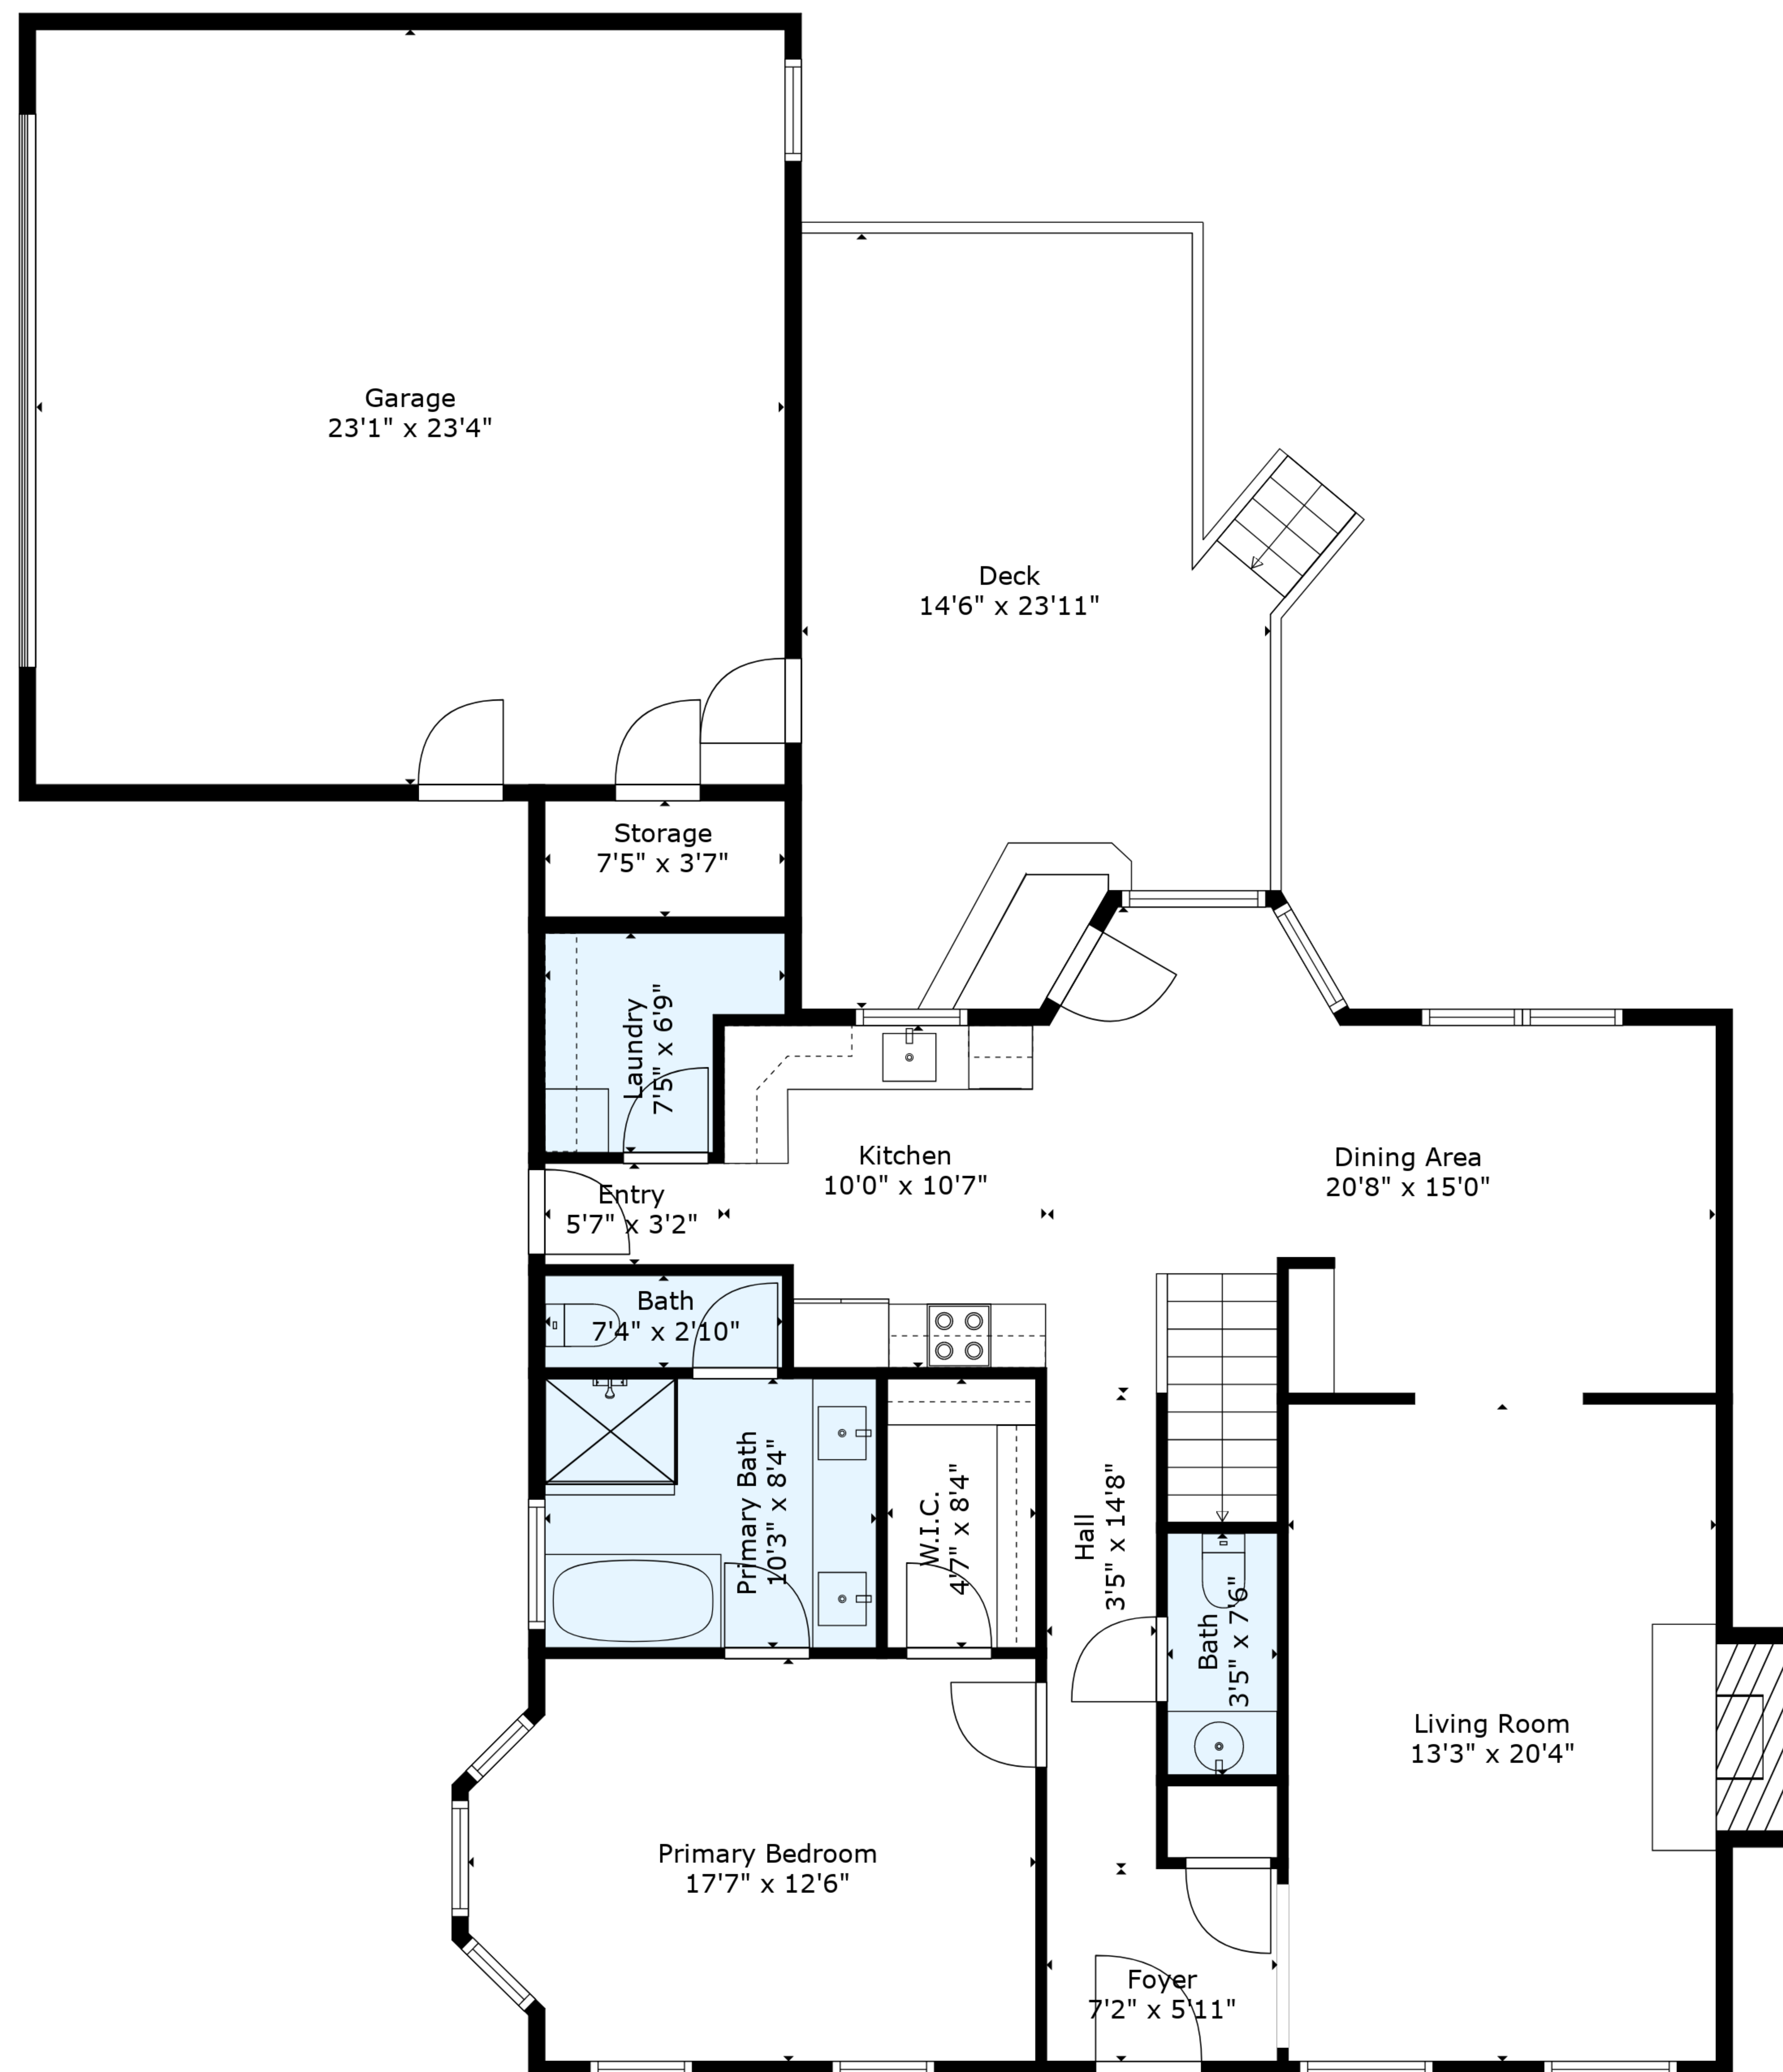 Garage
23'1" x 23'4"
Deck
14'6" x 23'11"
Storage
7'5" x 3'7"
Laundry
7'5" x 6'9"
Kitchen
10'0" x 10'7"
Dining Area
20'8" x 15'0"
Entry
5'7" x 3'2"
Bath
7'4" x 2'10"
Primary Bath
10'3" x 8'4"
W.I.C.
4'7" x 8'4"
Hall
3'5" x 14'8"
Bath
3'5" x 7'6"
Living Room
13'3" x 20'4"
Primary Bedroom
17'7" x 12'6"
Foyer
7'2" x 5'11"